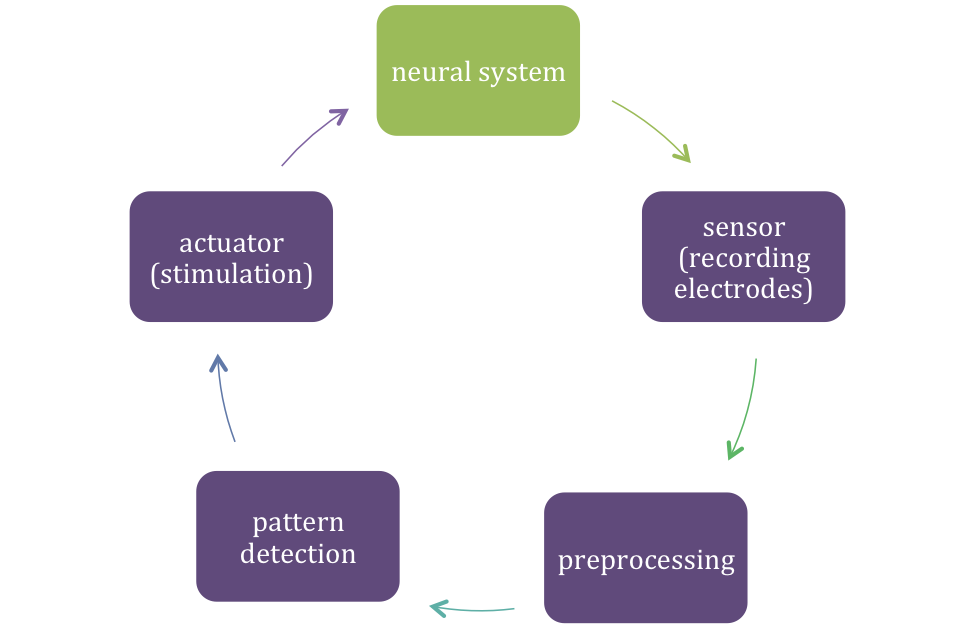 neural system
sensor
(recording
electrodes)
preprocessing
pattern
detection
actuator
(stimulation)